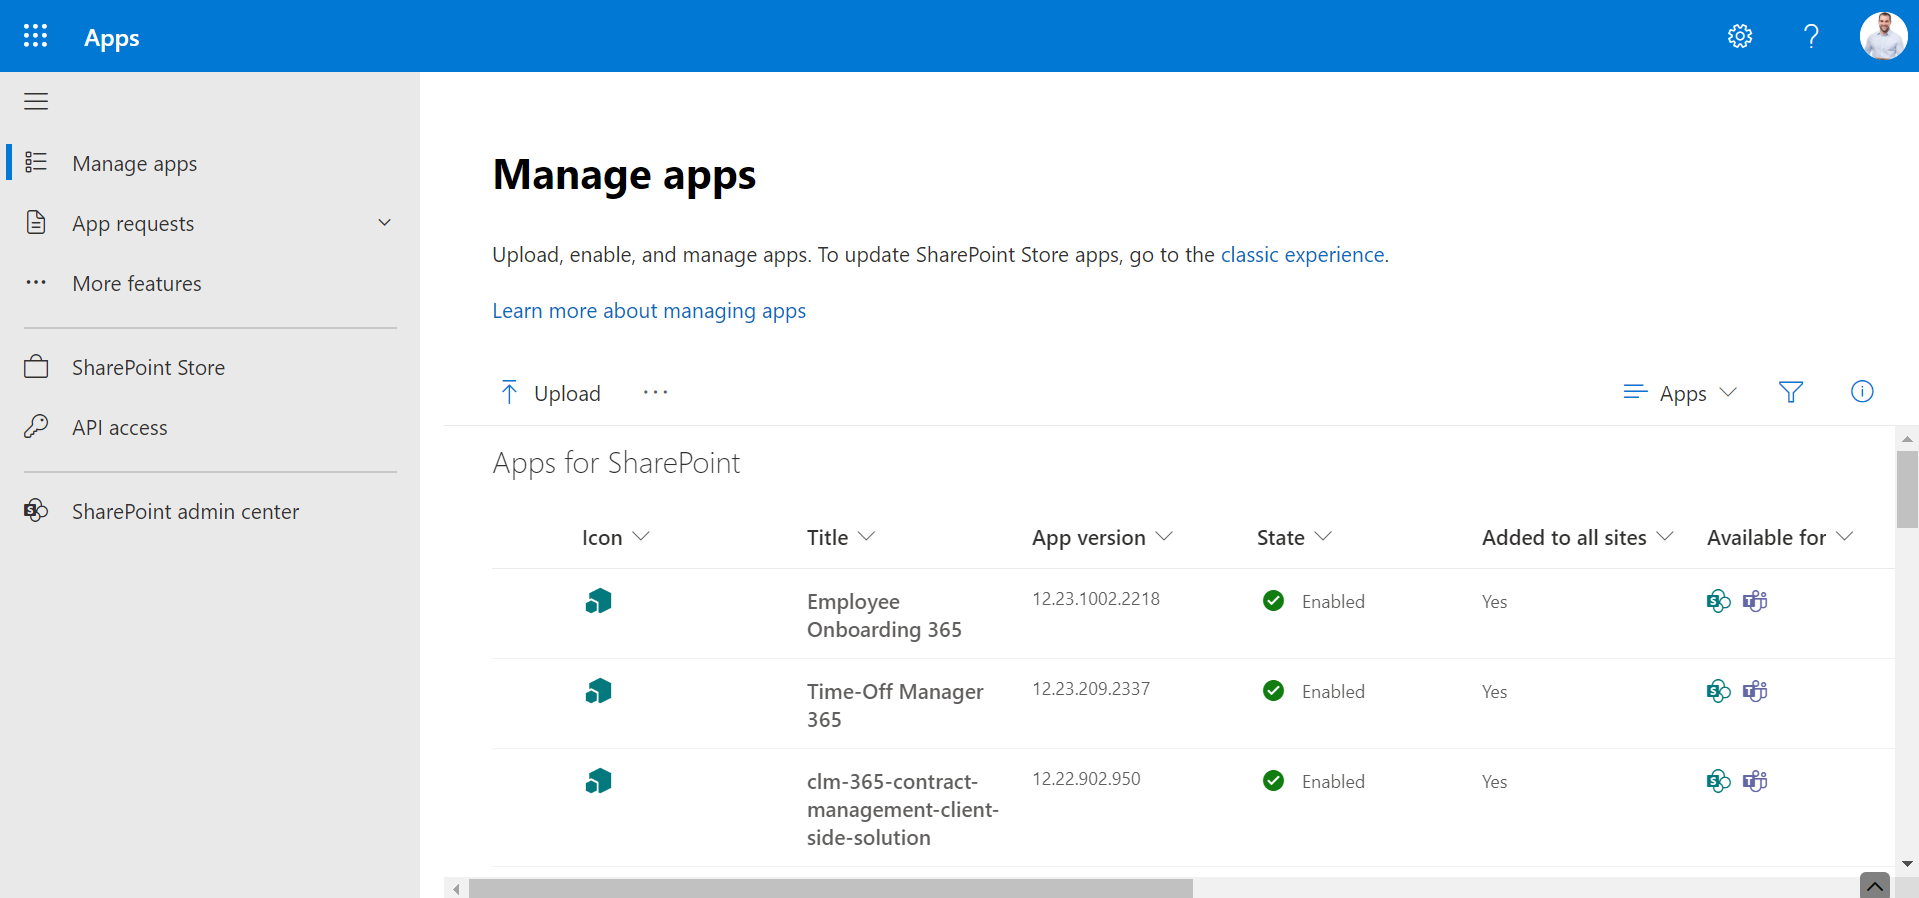 Apps
Manage apps
App requests
More features
SharePoint Store
API access
SharePoint admin center
Manage apps
Upload, enable, and manage apps. To update SharePoint Store apps, go to the classic experience.
Learn more about managing apps
Upload
Apps
Apps for SharePoint
Icon Title App version State Added to all sites Available for
Employee Onboarding 365 12.23.1002.2218 Enabled Yes
Time-Off Manager 365 12.23.209.2337 Enabled Yes
clm-365-contract-management-client-side-solution 12.22.902.950 Enabled Yes